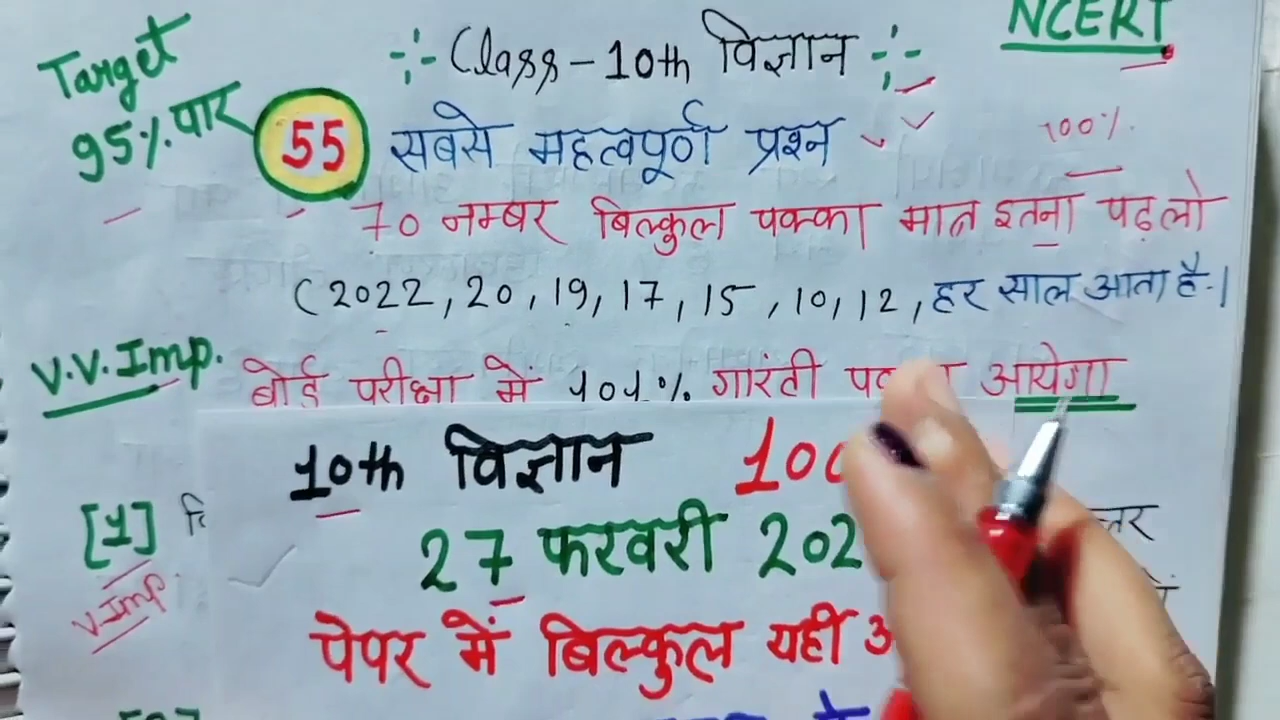 NCERT
Target
95% पार
Class-10th विज्ञान
100%
55 सबसे महत्वपूर्ण प्रश्न
70 नम्बर बिल्कुल पक्का मात्र इतना पढ़लो
(2022, 20, 19, 17, 15, 10, 12, हर साल आता है।
V.V. Imp. बोर्ड परीक्षा में 101% गारंटी आयेगा
10th विज्ञान
27 फरवरी
पेपर में बिल्कुल यही
[1]
V.Imp